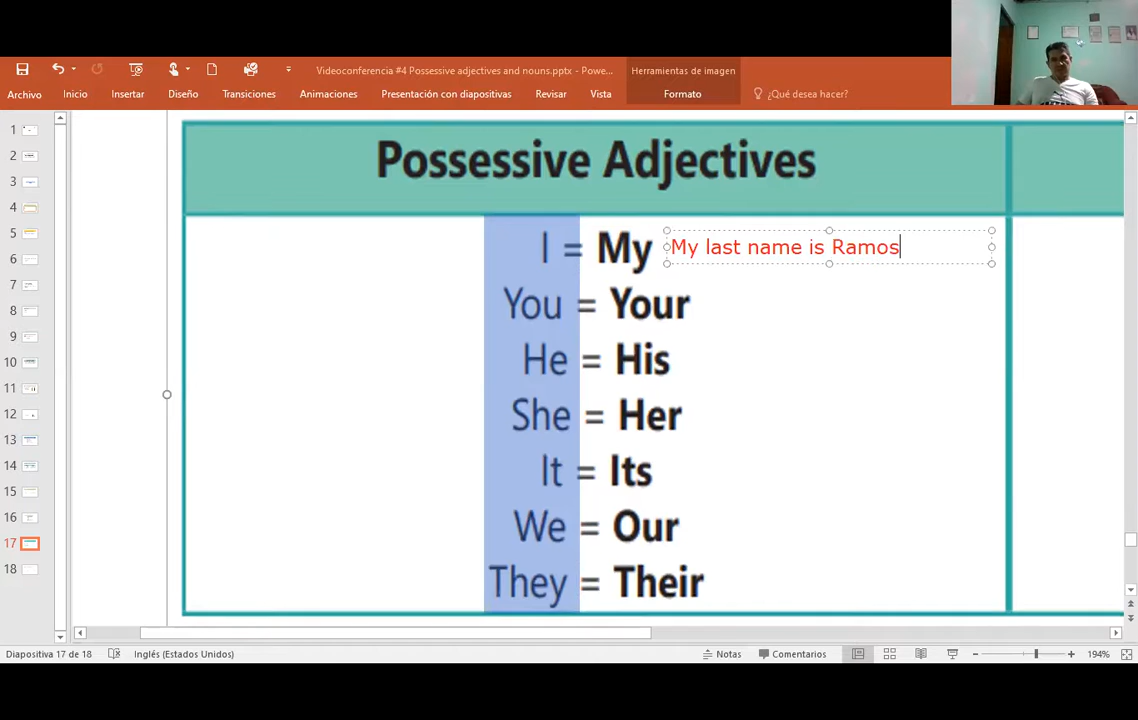 Videoconferencia #4 Possessive adjectives and nouns.pptx - Powe...
Herramientas de imagen
Archivo
Inicio
Insertar
Diseño
Transiciones
Animaciones
Presentación con diapositivas
Revisar
Vista
Formato
¿Qué desea hacer?
1
2
3
4
5
6
7
8
9
10
11
12
13
14
15
16
17
18
Possessive Adjectives
I = My My last name is Ramos
You = Your
He = His
She = Her
It = Its
We = Our
They = Their
Diapositiva 17 de 18
Inglés (Estados Unidos)
Notas
Comentarios
194%